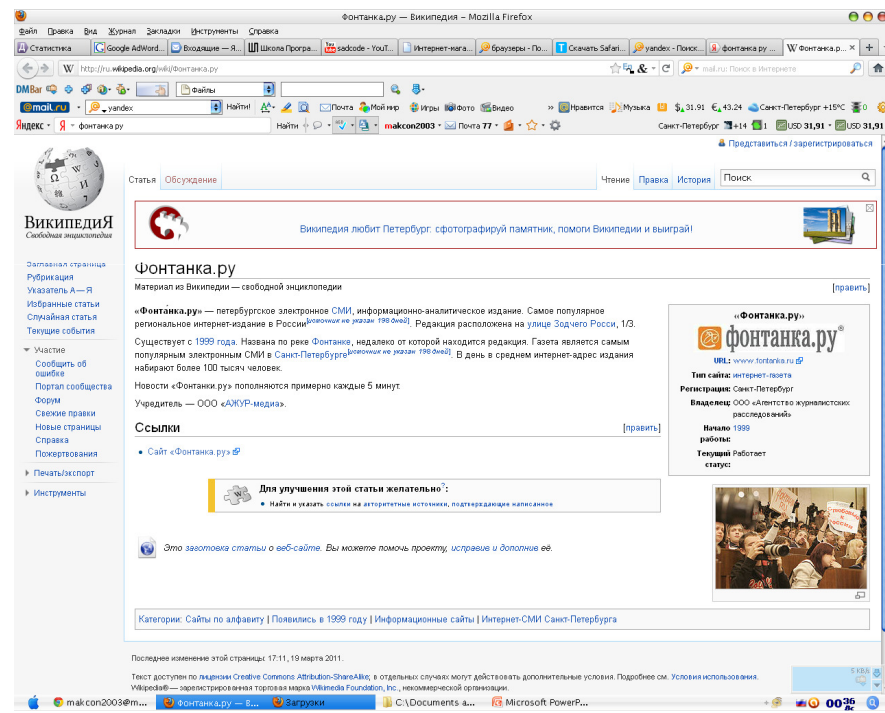 Фонтанка.ру — Википедия - Mozilla Firefox
Файл Правка Вид Журнал Закладки Инструменты Справка
Статистика Google AdWord... Входящие — Я... Школа Програ... sadcode - YouT... Интернет-мага... браузеры - По... Скачать Safari... yandex - Поиск... фонтанка ру ... Фонтанка.р...
http://ru.wikipedia.org/wiki/Фонтанка.ру mail.ru: Поиск в Интернете
DMBar Файлы
@mail.ru yandex Найти! Почта Мой мир Игры Фото Видео » Нравится Музыка $↓31.91 €↓43.24 Санкт-Петербург +15°C 0
Яндекс фонтанка ру Найти makcon2003 Почта 77 Санкт-Петербург +14 1 USD 31,91 USD 31,91
Представиться / зарегистрироваться
Статья Обсуждение Чтение Правка История Поиск
ВикипедиЯ
Свободная энциклопедия
Википедия любит Петербург: сфотографируй памятник, помоги Википедии и выиграй!
Заглавная страница
Рубрикация
Указатель А — Я
Избранные статьи
Случайная статья
Текущие события
Участие
Сообщить об ошибке
Портал сообщества
Форум
Свежие правки
Новые страницы
Справка
Пожертвования
Печать/экспорт
Инструменты
Фонтанка.ру
Материал из Википедии — свободной энциклопедии
[править]
«Фонта́нка.ру» — петербургское электронное СМИ, информационно-аналитическое издание. Самое популярное
региональное интернет-издание в России[источник не указан 198 дней]. Редакция расположена на улице Зодчего Росси, 1/3.
Существует с 1999 года. Названа по реке Фонтанке, недалеко от которой находится редакция. Газета является самым
популярным электронным СМИ в Санкт-Петербурге[источник не указан 198 дней]. В день в среднем интернет-адрес издания
набирают более 100 тысяч человек.
Новости «Фонтанки.ру» пополняются примерно каждые 5 минут.
Учредитель — ООО «АЖУР-медиа».
Ссылки [править]
Сайт «Фонтанка.ру»
Для улучшения этой статьи желательно?:
Найти и указать ссылки на авторитетные источники, подтверждающие написанное
Это заготовка статьи о веб-сайте. Вы можете помочь проекту, исправив и дополнив её.
«Фонтанка.ру»
фонтанка.ру
URL: www.fontanka.ru
Тип сайта: интернет-газета
Регистрация: Санкт-Петербург
Владелец: ООО «Агентство журналистских
расследований»
Начало 1999
работы:
Текущий Работает
статус:
Категории: Сайты по алфавиту | Появились в 1999 году | Информационные сайты | Интернет-СМИ Санкт-Петербурга
Последнее изменение этой страницы: 17:11, 19 марта 2011.
Текст доступен по лицензии Creative Commons Attribution-ShareAlike; в отдельных случаях могут действовать дополнительные условия. Подробнее см. Условия использования.
Wikipedia® — зарегистрированная торговая марка Wikimedia Foundation, Inc., некоммерческой организации.
5 KB/s
makcon2003@m... Фонтанка.ру — В... Загрузки C:\Documents a... Microsoft PowerP... 00 36 Вс